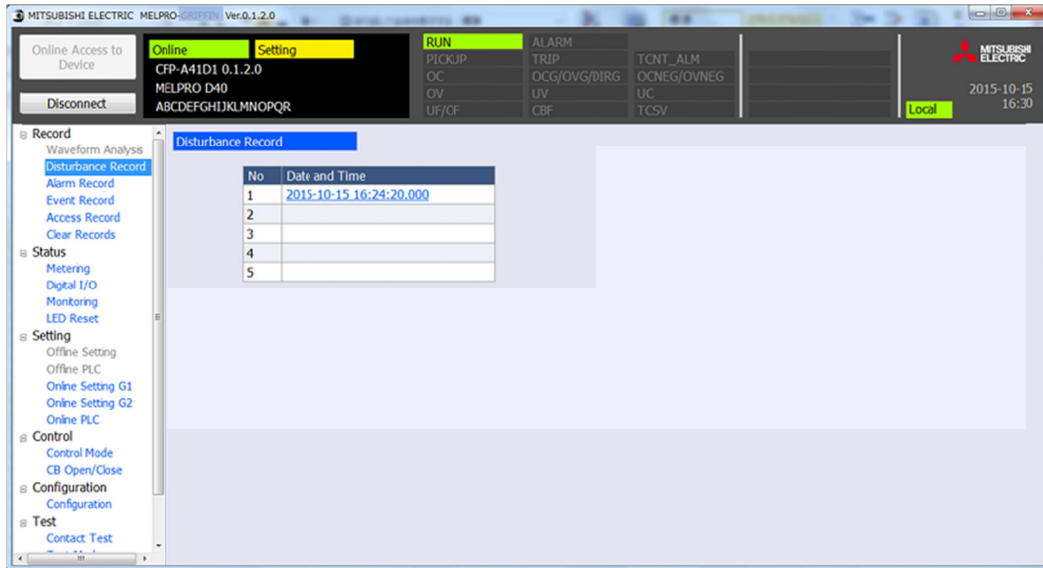 MITSUBISHI ELECTRIC MELPRO-GRIFFIN Ver.0.1.2.0
Online Access to
Device
Disconnect
Online Setting
CFP-A41D1 0.1.2.0
MELPRO D40
ABCDEFGHIJKLMNOPQR
RUN ALARM
PICKUP TRIP TCNT_ALM
OC OCG/OVG/DIRG OCNEG/OVNEG
OV UV UC
UF/CF CBF TCSV
Local
MITSUBISHI
ELECTRIC
2015-10-15
16:30
Record
Waveform Analysis
Disturbance Record
Alarm Record
Event Record
Access Record
Clear Records
Status
Metering
Digital I/O
Monitoring
LED Reset
Setting
Offline Setting
Offline PLC
Online Setting G1
Online Setting G2
Online PLC
Control
Control Mode
CB Open/Close
Configuration
Configuration
Test
Contact Test
Disturbance Record
No Date and Time
1 2015-10-15 16:24:20.000
2
3
4
5